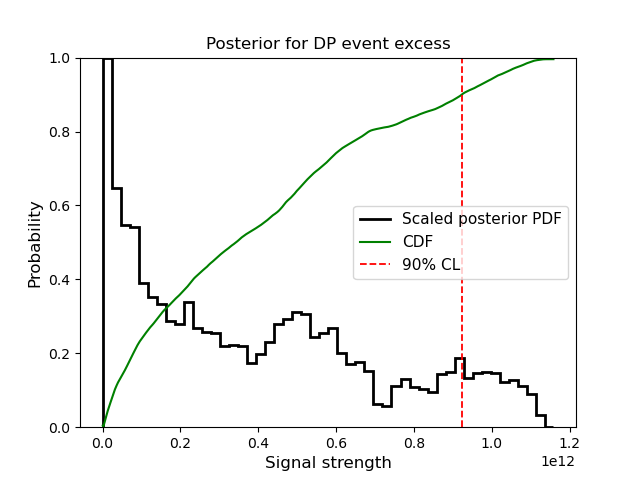 Posterior for DP event excess
Probability
1.0
0.8
0.6
0.4
0.2
0.0
Scaled posterior PDF
CDF
90% CL
0.0 0.2 0.4 0.6 0.8 1.0 1.2
1e12
Signal strength